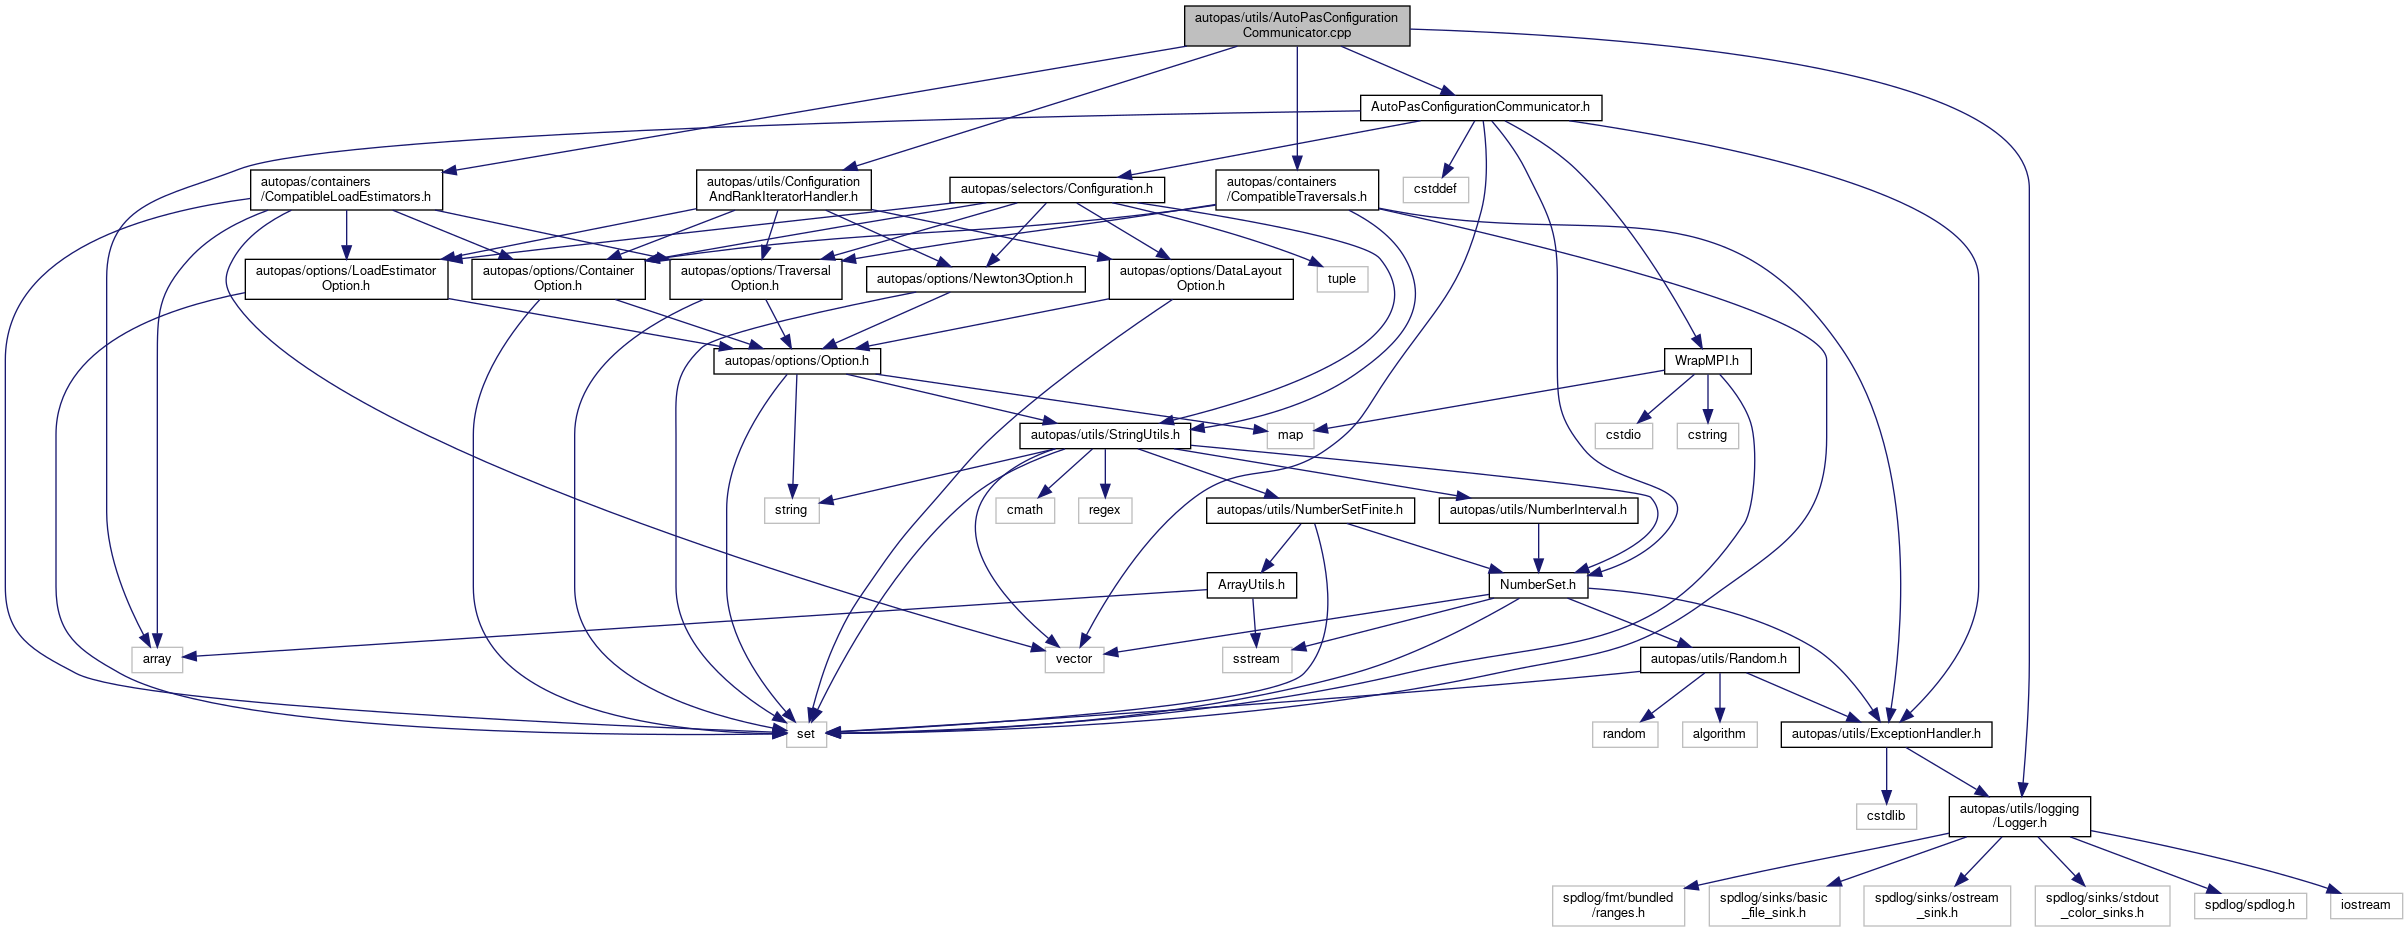 autopas/utils/AutoPasConfiguration
Communicator.cpp
AutoPasConfigurationCommunicator.h
autopas/containers
/CompatibleLoadEstimators.h
autopas/utils/Configuration
AndRankIteratorHandler.h
autopas/selectors/Configuration.h
autopas/containers
/CompatibleTraversals.h
cstddef
autopas/options/LoadEstimator
Option.h
autopas/options/Container
Option.h
autopas/options/Traversal
Option.h
autopas/options/Newton3Option.h
autopas/options/DataLayout
Option.h
tuple
autopas/options/Option.h
WrapMPI.h
autopas/utils/StringUtils.h
map
cstdio
cstring
string
cmath
regex
autopas/utils/NumberSetFinite.h
autopas/utils/NumberInterval.h
ArrayUtils.h
NumberSet.h
array
vector
sstream
autopas/utils/Random.h
set
random
algorithm
autopas/utils/ExceptionHandler.h
cstdlib
autopas/utils/logging
/Logger.h
spdlog/fmt/bundled
/ranges.h
spdlog/sinks/basic
_file_sink.h
spdlog/sinks/ostream
_sink.h
spdlog/sinks/stdout
_color_sinks.h
spdlog/spdlog.h
iostream